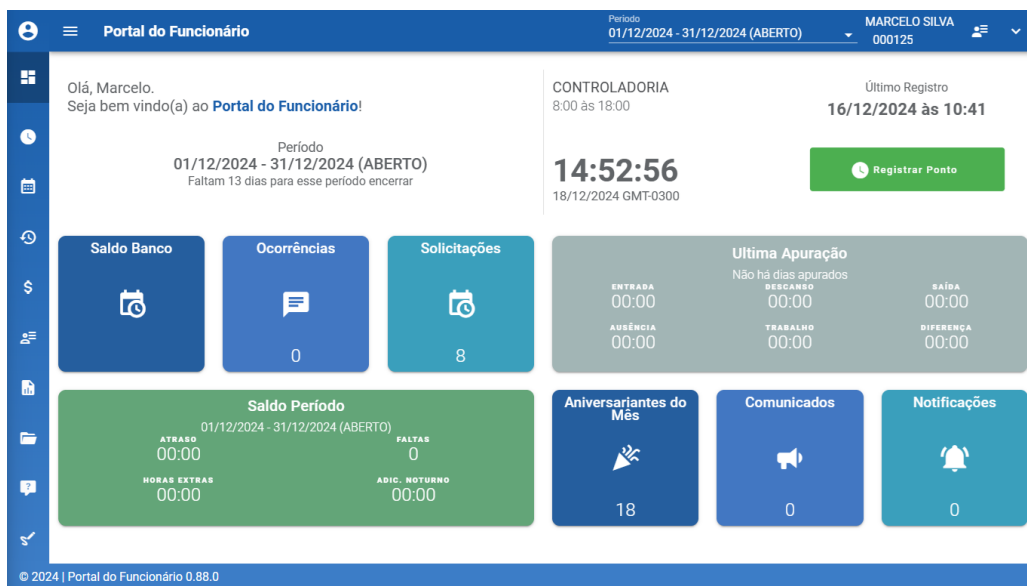 Portal do Funcionário
Periodo
01/12/2024 - 31/12/2024 (ABERTO)
MARCELO SILVA
000125
Olá, Marcelo.
Seja bem vindo(a) ao Portal do Funcionário!
Período
01/12/2024 - 31/12/2024 (ABERTO)
Faltam 13 dias para esse período encerrar
CONTROLADORIA
8:00 às 18:00
14:52:56
18/12/2024 GMT-0300
Último Registro
16/12/2024 às 10:41
Registrar Ponto
Saldo Banco
Ocorrências
0
Solicitações
8
Ultima Apuração
Não há dias apurados
ENTRADA DESCANSO SAÍDA
00:00 00:00 00:00
AUSÊNCIA TRABALHO DIFERENÇA
00:00 00:00 00:00
Saldo Período
01/12/2024 - 31/12/2024 (ABERTO)
ATRASO FALTAS
00:00 0
HORAS EXTRAS ADIC. NOTURNO
00:00 00:00
Aniversariantes do
Mês
18
Comunicados
0
Notificações
0
© 2024 | Portal do Funcionário 0.88.0